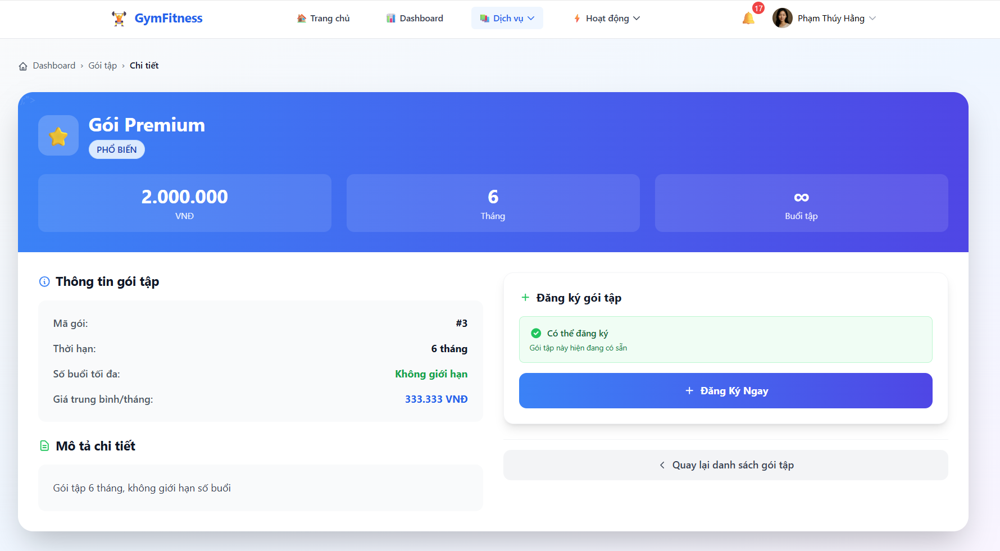 GymFitness
Trang chủ
Dashboard
Dịch vụ
Hoạt động
17
Phạm Thúy Hằng
Dashboard › Gói tập › Chi tiết
");">
Gói Premium
PHỔ BIẾN
2.000.000
VNĐ
6
Tháng
∞
Buổi tập
Thông tin gói tập
Mã gói: #3
Thời hạn: 6 tháng
Số buổi tối đa: Không giới hạn
Giá trung bình/tháng: 333.333 VNĐ
Mô tả chi tiết
Gói tập 6 tháng, không giới hạn số buổi
+ Đăng ký gói tập
Có thể đăng ký
Gói tập này hiện đang có sẵn
+ Đăng Ký Ngay
Quay lại danh sách gói tập